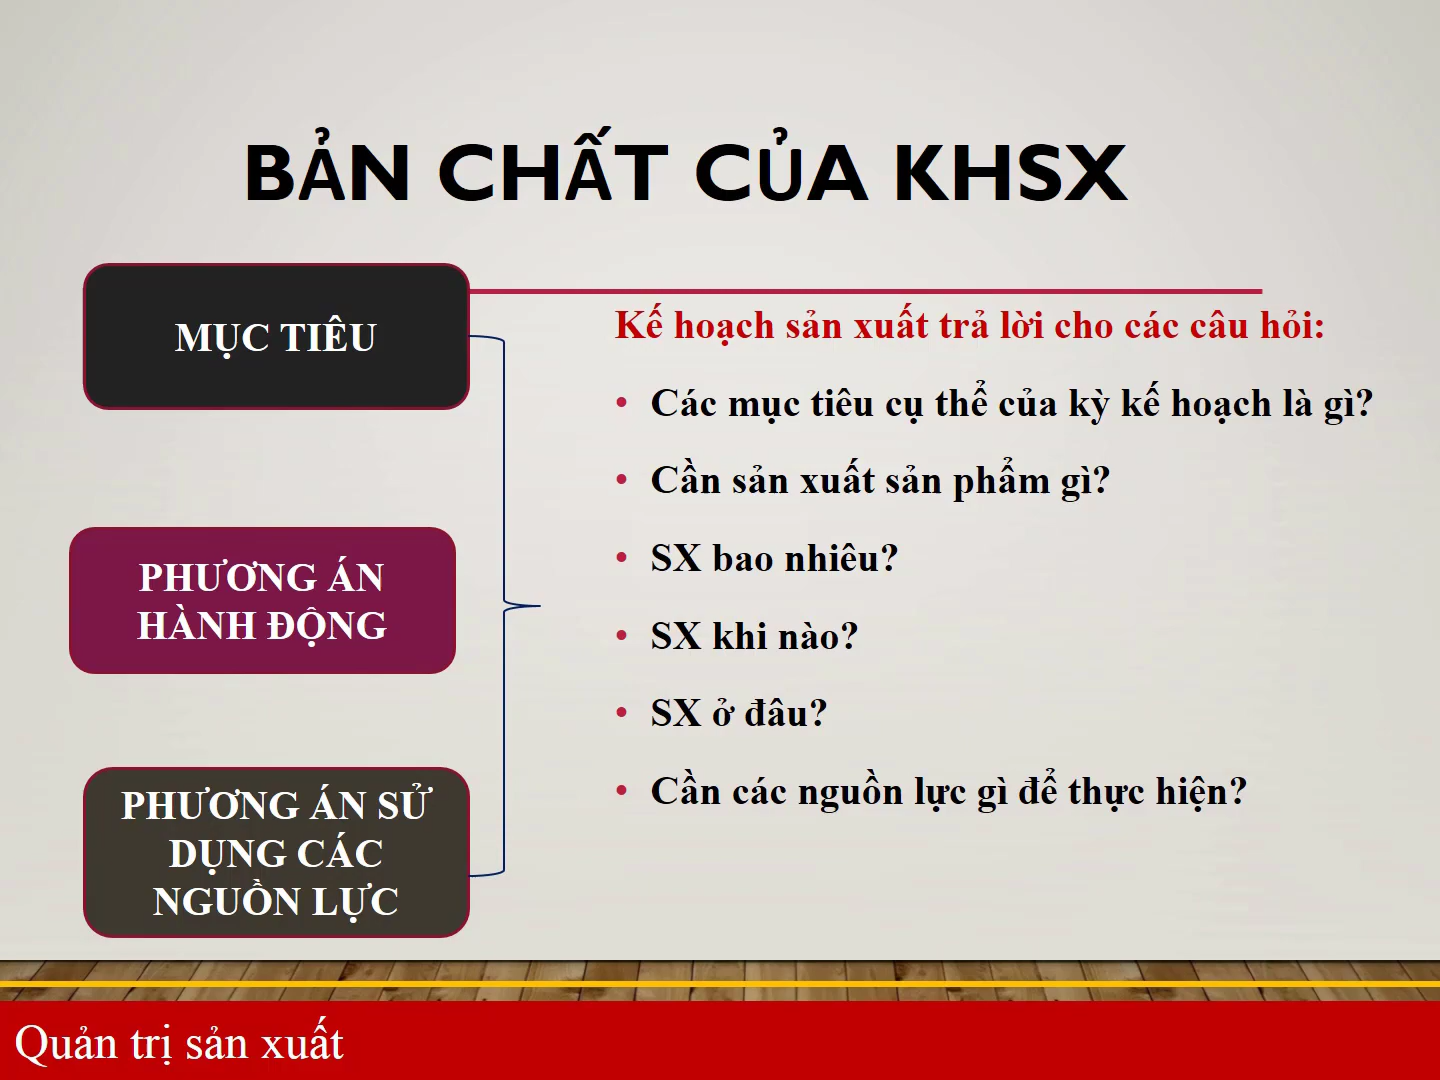 BẢN CHẤT CỦA KHSX
MỤC TIÊU
PHƯƠNG ÁN
HÀNH ĐỘNG
PHƯƠNG ÁN SỬ
DỤNG CÁC
NGUỒN LỰC
Kế hoạch sản xuất trả lời cho các câu hỏi:
• Các mục tiêu cụ thể của kỳ kế hoạch là gì?
• Cần sản xuất sản phẩm gì?
• SX bao nhiêu?
• SX khi nào?
• SX ở đâu?
• Cần các nguồn lực gì để thực hiện?
Quản trị sản xuất